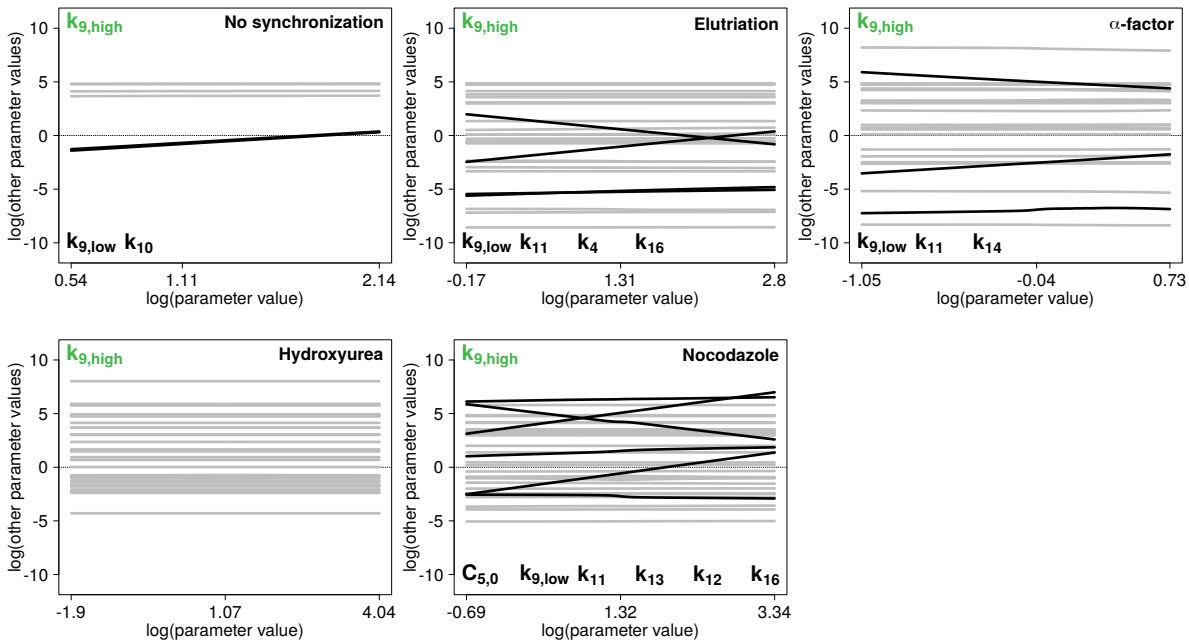 k9,high No synchronization
10
5
0
-5
-10
log(other parameter values)
k9,low k10
0.54 1.11 2.14
log(parameter value)
k9,high Elutriation
10
5
0
-5
-10
log(other parameter values)
k9,low k11 k4 k16
-0.17 1.31 2.8
log(parameter value)
k9,high α-factor
10
5
0
-5
-10
log(other parameter values)
k9,low k11 k14
-1.05 -0.04 0.73
log(parameter value)
k9,high Hydroxyurea
10
5
0
-5
-10
log(other parameter values)
-1.9 1.07 4.04
log(parameter value)
k9,high Nocodazole
10
5
0
-5
-10
log(other parameter values)
C5,0 k9,low k11 k13 k12 k16
-0.69 1.32 3.34
log(parameter value)